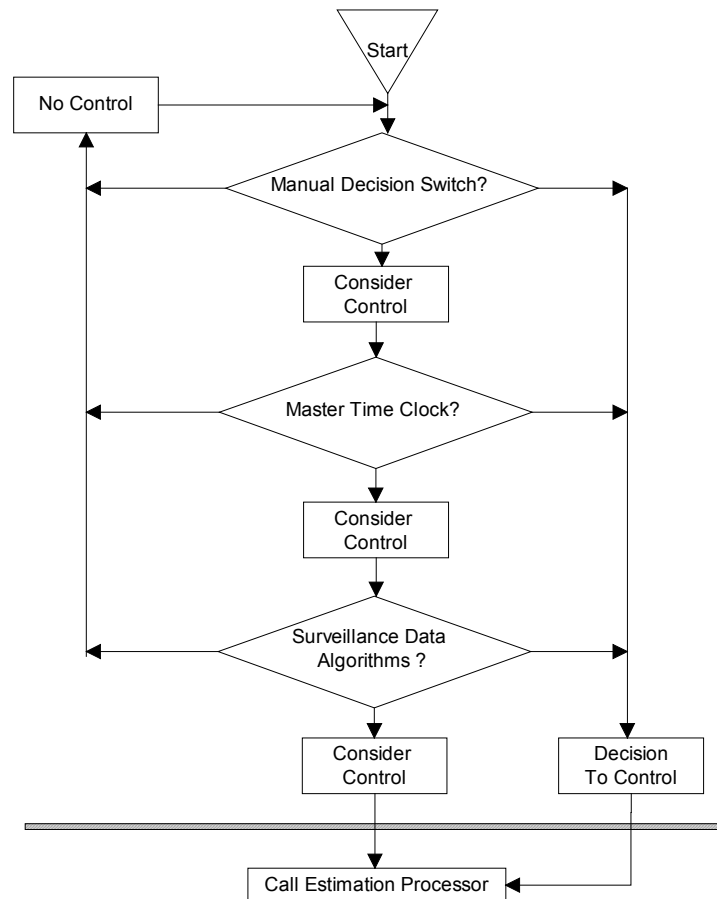 Start
No Control
Manual Decision Switch?
Consider
Control
Master Time Clock?
Consider
Control
Surveillance Data
Algorithms ?
Consider
Control
Decision
To Control
Call Estimation Processor